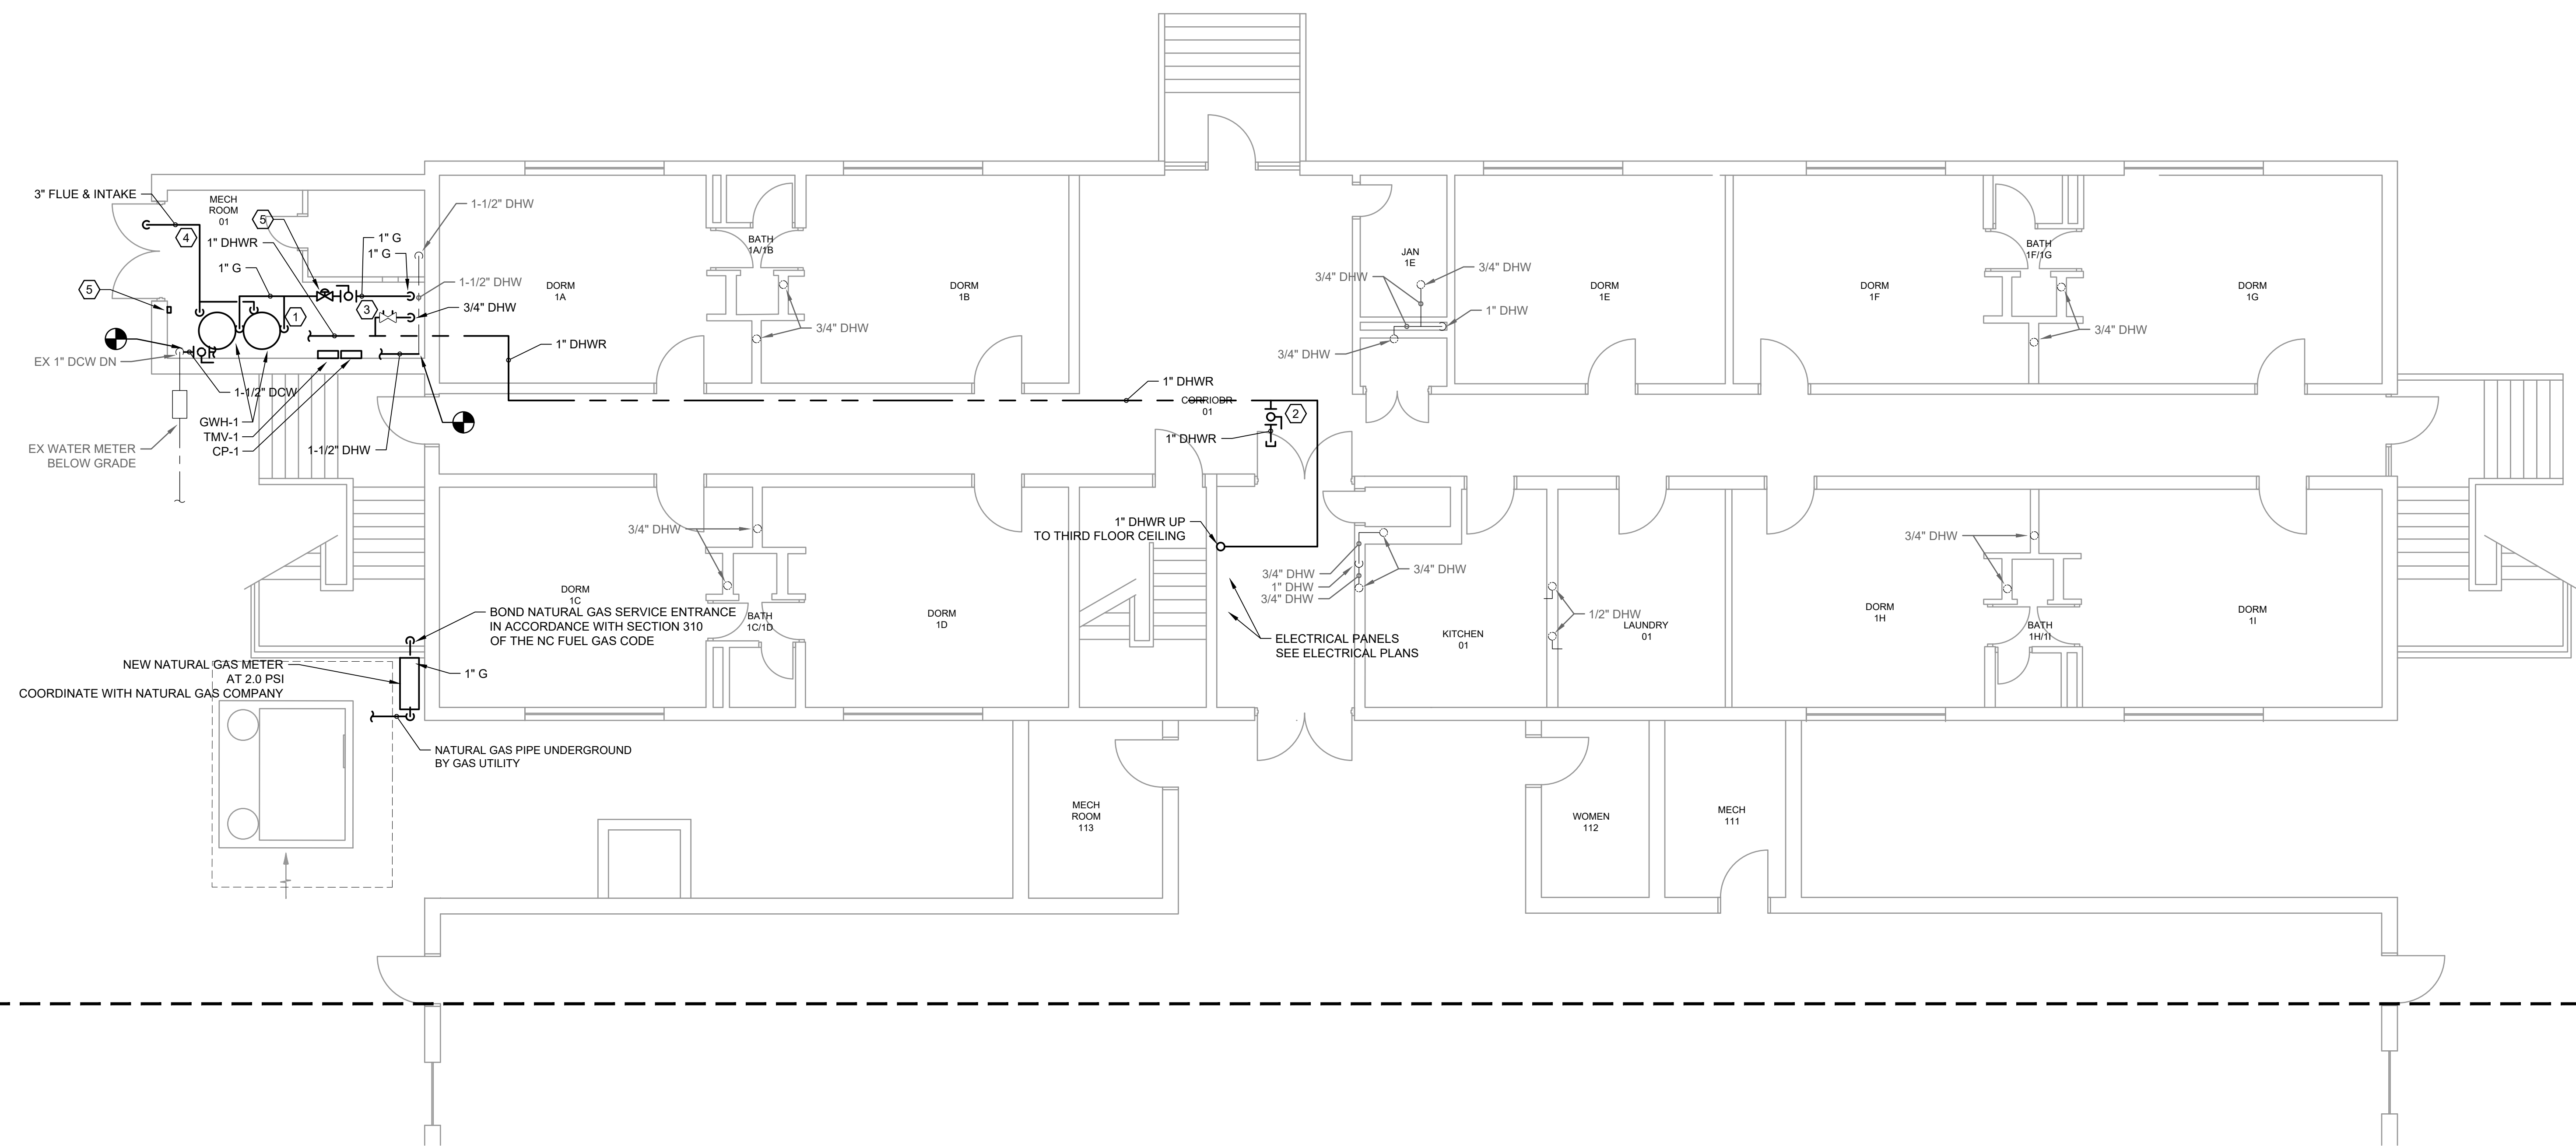 3" FLUE & INTAKE
MECH
ROOM
01
5
4
1" DHWR
1" G
1" G
1" G
1-1/2" DHW
1-1/2" DHW
3/4" DHW
5
1
3
EX 1" DCW DN
1-1/2" DCW
GWH-1
TMV-1
CP-1
1-1/2" DHW
EX WATER METER
BELOW GRADE
DORM
1A
BATH
1A/1B
3/4" DHW
DORM
1B
1" DHWR
1" DHWR
CORRIODR
01
2
1" DHWR
JAN
1E
3/4" DHW
3/4" DHW
1" DHW
3/4" DHW
DORM
1E
DORM
1F
BATH
1F/1G
3/4" DHW
DORM
1G
3/4" DHW
DORM
1C
BATH
1C/1D
DORM
1D
1" DHWR UP
TO THIRD FLOOR CEILING
3/4" DHW
1" DHW
3/4" DHW
3/4" DHW
ELECTRICAL PANELS
SEE ELECTRICAL PLANS
KITCHEN
01
1/2" DHW
LAUNDRY
01
DORM
1H
3/4" DHW
BATH
1H/1I
DORM
1I
BOND NATURAL GAS SERVICE ENTRANCE
IN ACCORDANCE WITH SECTION 310
OF THE NC FUEL GAS CODE
NEW NATURAL GAS METER
AT 2.0 PSI
COORDINATE WITH NATURAL GAS COMPANY
1" G
NATURAL GAS PIPE UNDERGROUND
BY GAS UTILITY
MECH
ROOM
113
WOMEN
112
MECH
111